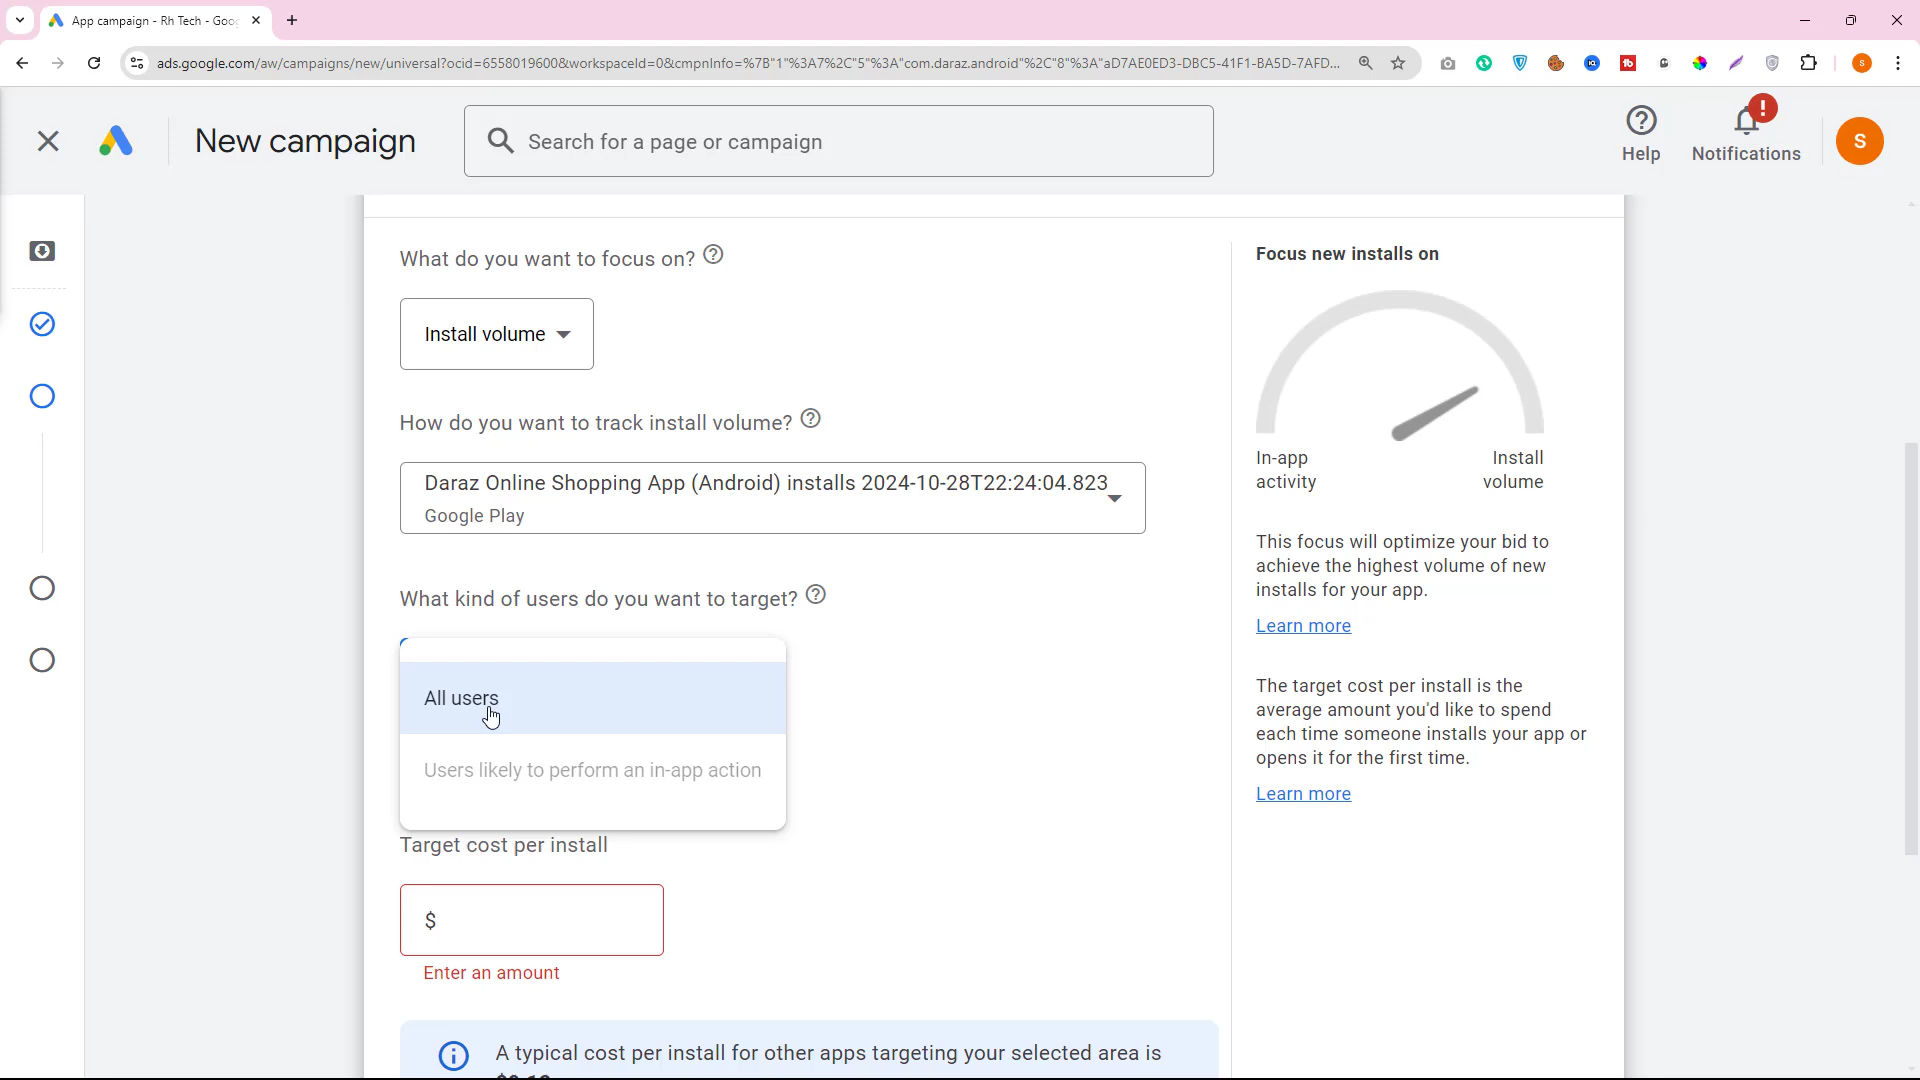 App campaign - Rh Tech - Goo
ads.google.com/aw/campaigns/new/universal?ocid=6558019600&workspaceId=0&cmpnInfo=%7B"1"%3A7%2C"5"%3A"com.daraz.android"%2C"8"%3A"aD7AE0ED3-DBC5-41F1-BA5D-7AFD...
S
New campaign
Search for a page or campaign
Help
!
Notifications
S
What do you want to focus on?
Install volume
How do you want to track install volume?
Daraz Online Shopping App (Android) installs 2024-10-28T22:24:04.823
Google Play
What kind of users do you want to target?
All users
Users likely to perform an in-app action
Target cost per install
$
Enter an amount
A typical cost per install for other apps targeting your selected area is
Focus new installs on
In-app
activity
Install
volume
This focus will optimize your bid to
achieve the highest volume of new
installs for your app.
Learn more
The target cost per install is the
average amount you'd like to spend
each time someone installs your app or
opens it for the first time.
Learn more